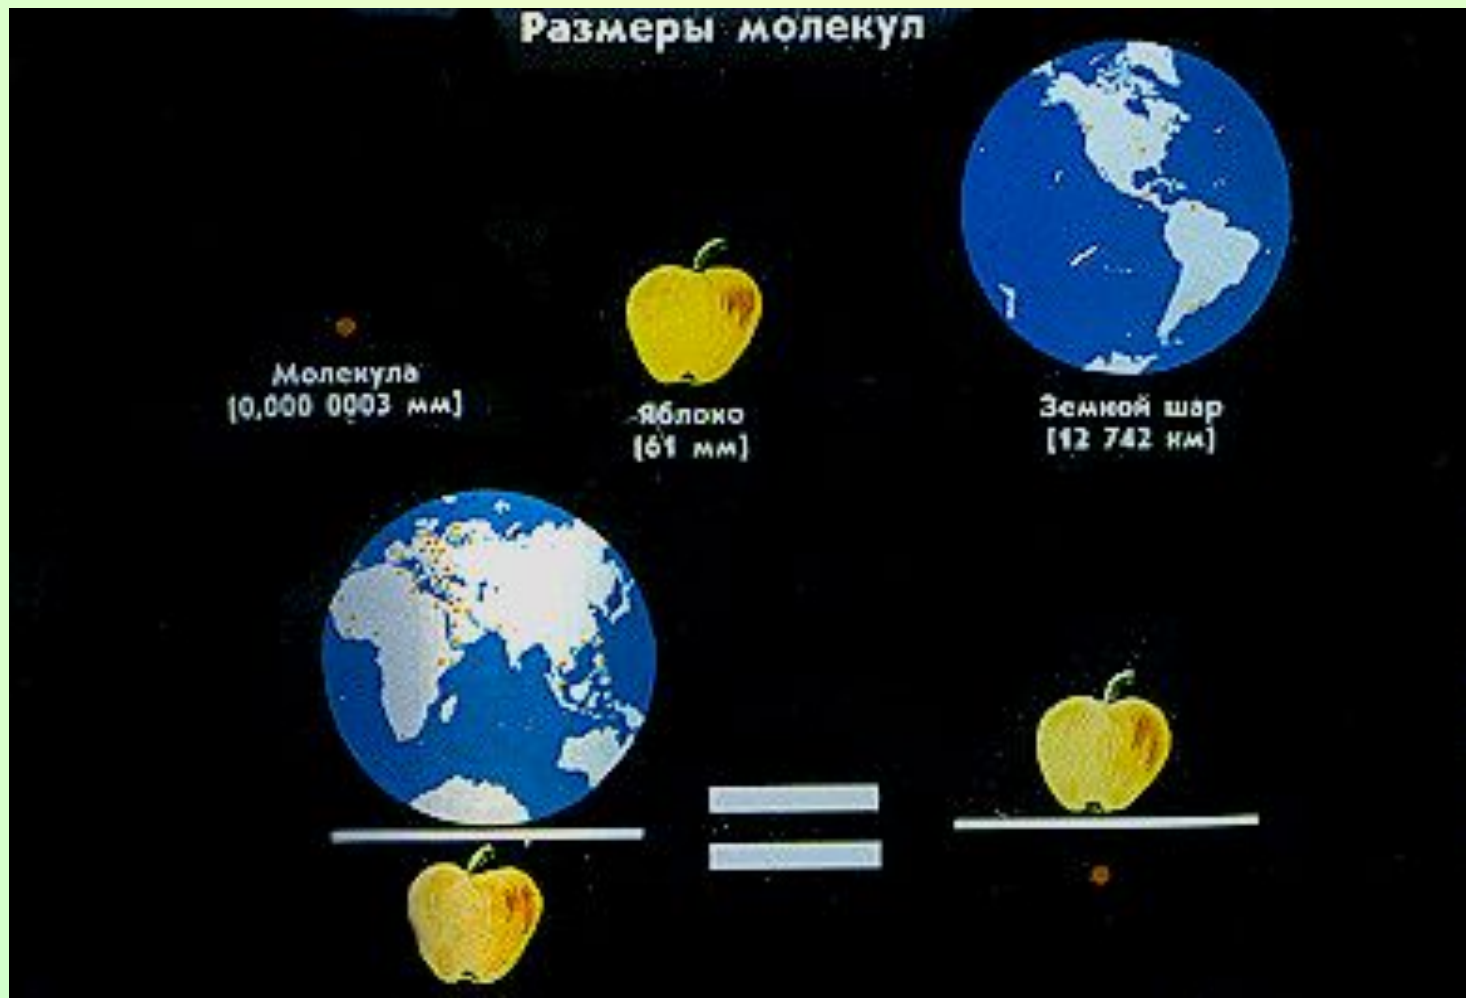 Размеры молекул
Молекула
[0,000 0003 мм]
Яблоко
[61 мм]
Земной шар
[12 742 км]